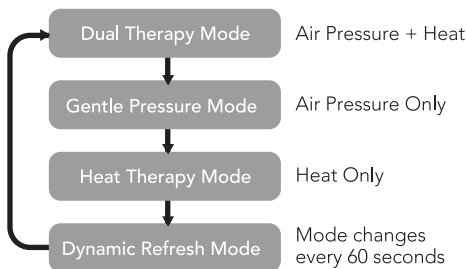 Dual Therapy Mode
Air Pressure + Heat
Gentle Pressure Mode
Air Pressure Only
Heat Therapy Mode
Heat Only
Dynamic Refresh Mode
Mode changes
every 60 seconds